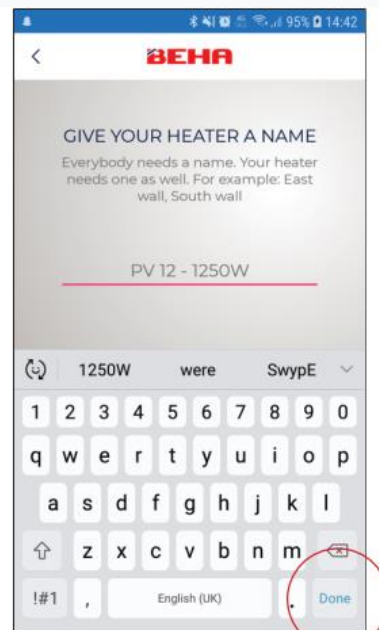 95% 14:42
BEHA
GIVE YOUR HEATER A NAME
Everybody needs a name. Your heater
needs one as well. For example: East
wall, South wall
PV 12 - 1250W
1250W were SwypE
1 2 3 4 5 6 7 8 9 0
q w e r t y u i o p
a s d f g h j k l
z x c v b n m
!#1 , English (UK) . Done